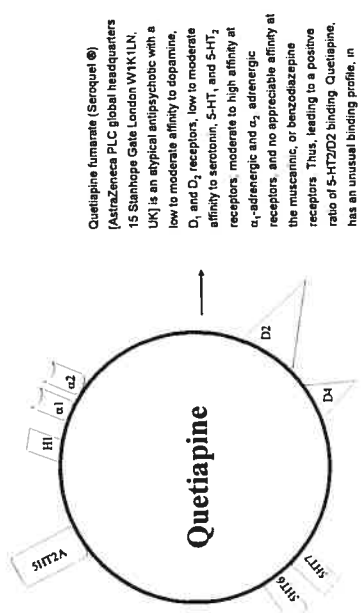 5HT2A
H1
α1
α2
Quetiapine
5HT6
5HT7
D4
D2
Quetiapine fumarate (Seroquel ®)
[AstraZeneca PLC global headquarters
15 Stanhope Gate London W1K1LN,
UK] is an atypical antipsychotic with a
low to moderate affinity to dopamine,
D₁ and D₂ receptors, low to moderate
affinity to serotonin, 5-HT₁ and 5-HT₂
receptors, moderate to high affinity at
α₁-adrenergic and α₂ adrenergic
receptors, and no appreciable affinity at
the muscarinic, or benzodiazepine
receptors Thus, leading to a positive
ratio of 5-HT2/D2 binding Quetiapine,
has an unusual binding profile, in